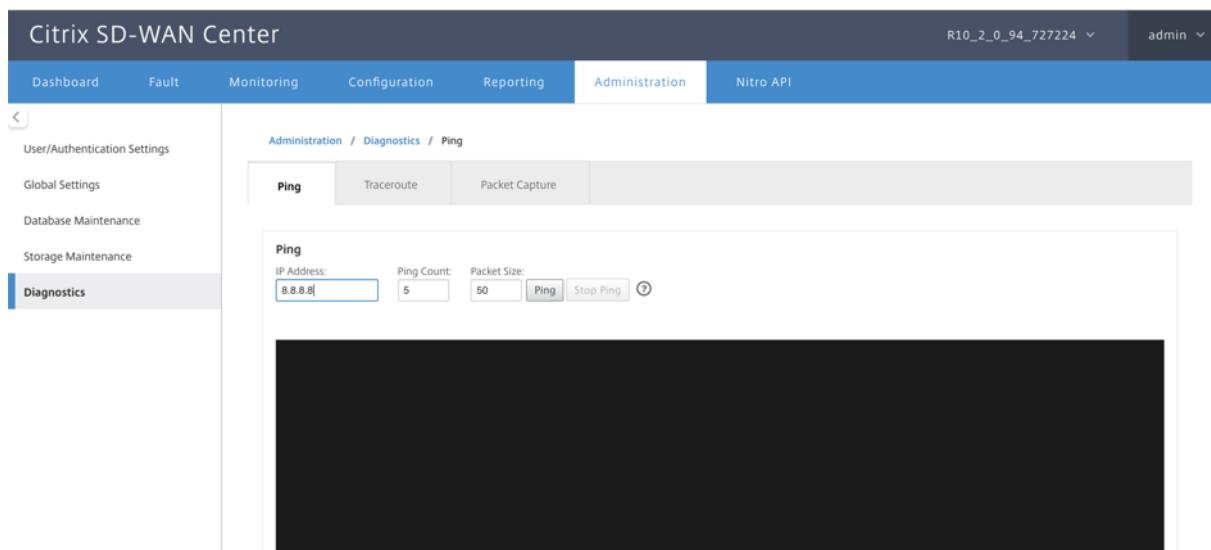 Citrix SD-WAN Center R10_2_0_94_727224 admin
Dashboard Fault Monitoring Configuration Reporting Administration Nitro API
User/Authentication Settings
Global Settings
Database Maintenance
Storage Maintenance
Diagnostics
Administration / Diagnostics / Ping
Ping Traceroute Packet Capture
Ping
IP Address: Ping Count: Packet Size:
8.8.8.8 5 50 Ping Stop Ping ?